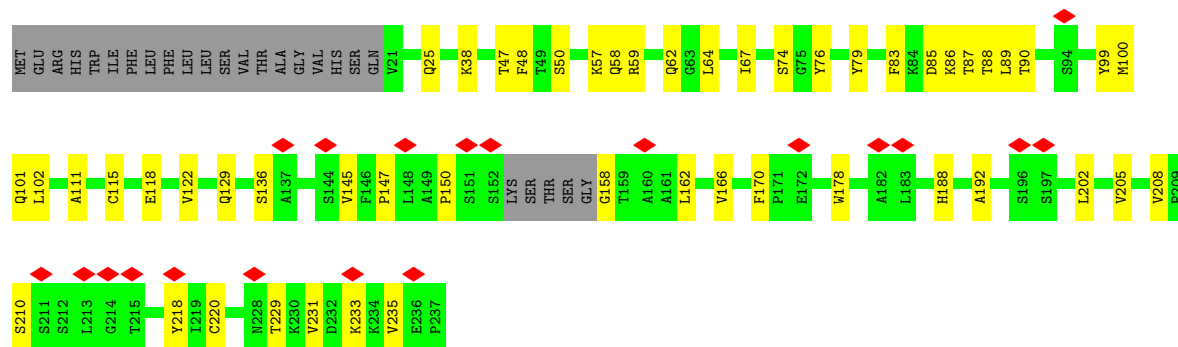 MET GLU ARG HIS TRP ILE PHE LEU PHE LEU LEU SER VAL THR ALA GLY VAL HIS SER GLN V21 Q25 K38 T47 F48 T49 S50 K57 Q58 R59 Q62 G63 L64 I67 S74 G75 Y76 Y79 F83 K84 D85 K86 T87 T88 L89 T90 S94 Y99 M100
Q101 L102 A111 C115 E118 V122 Q129 S136 A137 S144 V145 F146 P147 L148 A149 P150 S151 S152 LYS SER THR SER GLY G158 T159 A160 A161 L162 V166 F170 P171 E172 W178 A182 L183 H188 A192 S196 S197 L202 V205 V208 P209
S210 S211 S212 L213 G214 T215 Y218 I219 C220 N228 T229 K230 V231 D232 K233 K234 V235 E236 P237